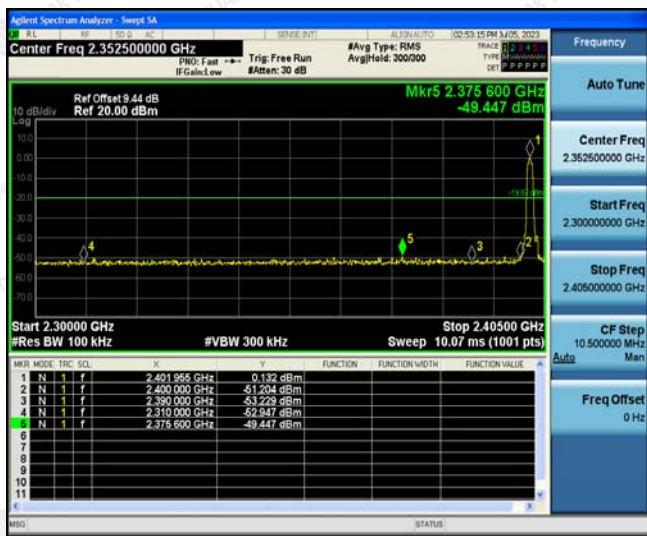 Agilent Spectrum Analyzer - Swept SA
RL RF 50 Ω AC SENSE:INT ALIGN AUTO 02:53:15 PM Jul 05, 2023
Center Freq 2.352500000 GHz
PNO: Fast
IFGain:Low
Trig: Free Run
#Atten: 30 dB
#Avg Type: RMS
Avg|Hold: 300/300
TRACE 1 2 3 4 5 6
TYPE
DET P P P P P P
Frequency
Auto Tune
Center Freq
2.352500000 GHz
Start Freq
2.300000000 GHz
Stop Freq
2.405000000 GHz
CF Step
10.500000 MHz
Auto Man
Freq Offset
0 Hz
Ref Offset 9.44 dB
Ref 20.00 dBm
10 dB/div
Log
Mkr5 2.375 600 GHz
-49.447 dBm
10.0
0.00
-10.0
-20.0
-30.0
-40.0
-50.0
-60.0
-70.0
1
2
3
4
5
Start 2.30000 GHz Stop 2.40500 GHz
#Res BW 100 kHz #VBW 300 kHz Sweep 10.07 ms (1001 pts)
MKR MODE TRC SCL X Y FUNCTION FUNCTION WIDTH FUNCTION VALUE
1 N 1 f 2.401 955 GHz 0.132 dBm
2 N 1 f 2.400 000 GHz -51.204 dBm
3 N 1 f 2.390 000 GHz -53.229 dBm
4 N 1 f 2.310 000 GHz -52.947 dBm
5 N 1 f 2.375 600 GHz -49.447 dBm
6
7
8
9
10
11
MSG STATUS